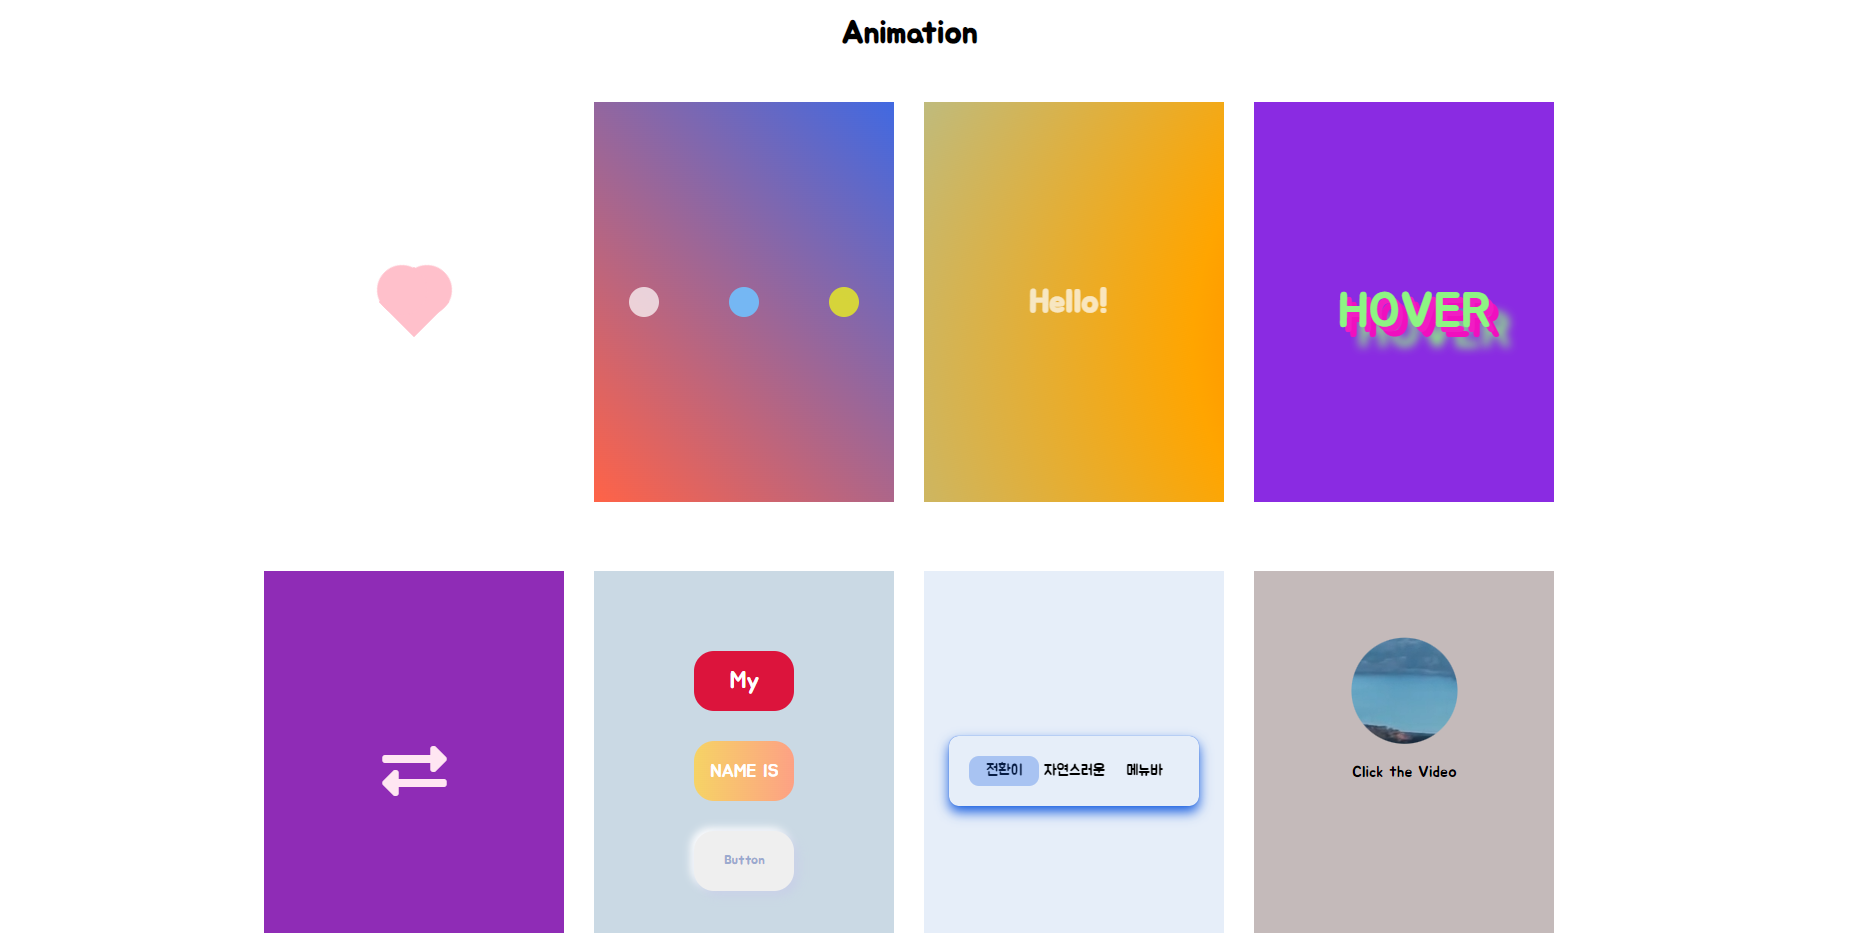 Animation
Hello!
HOVER
My
NAME IS
Button
전환이 자연스러운 메뉴바
Click the Video